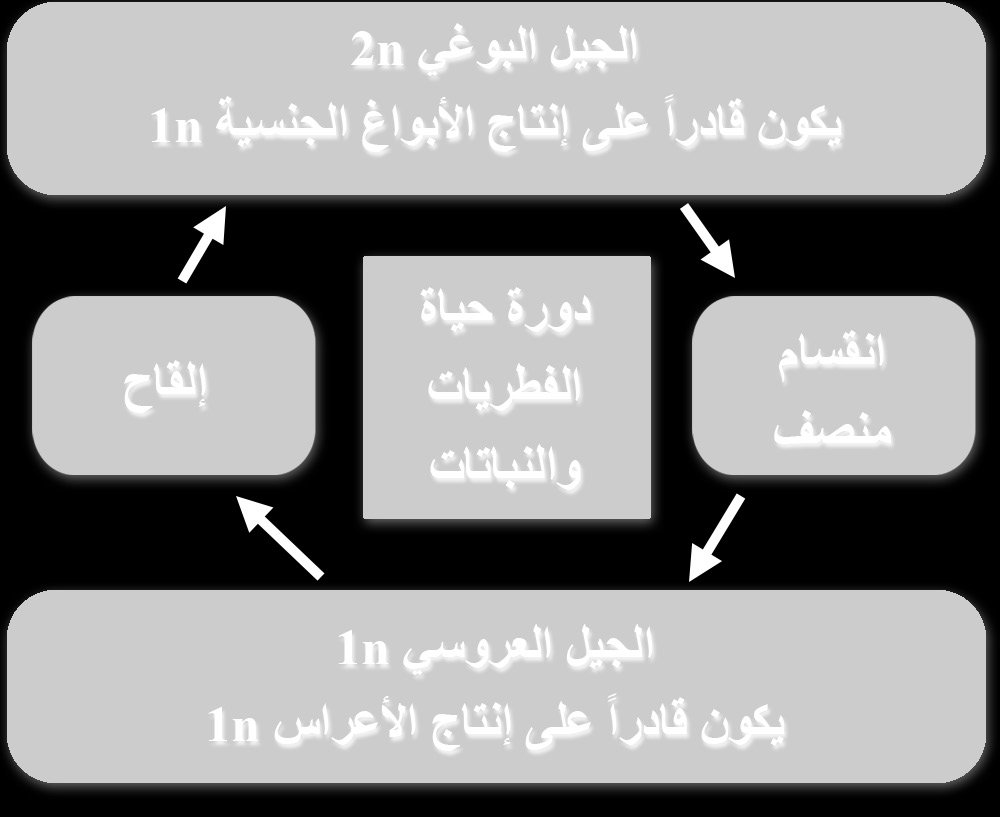 الجيل البوغي 2n
يكون قادراً على إنتاج الأبواغ الجنسية 1n
انقسام
منصف
دورة حياة
الفطريات
والنباتات
إلقاح
الجيل العروسي 1n
يكون قادراً على إنتاج الأعراس 1n